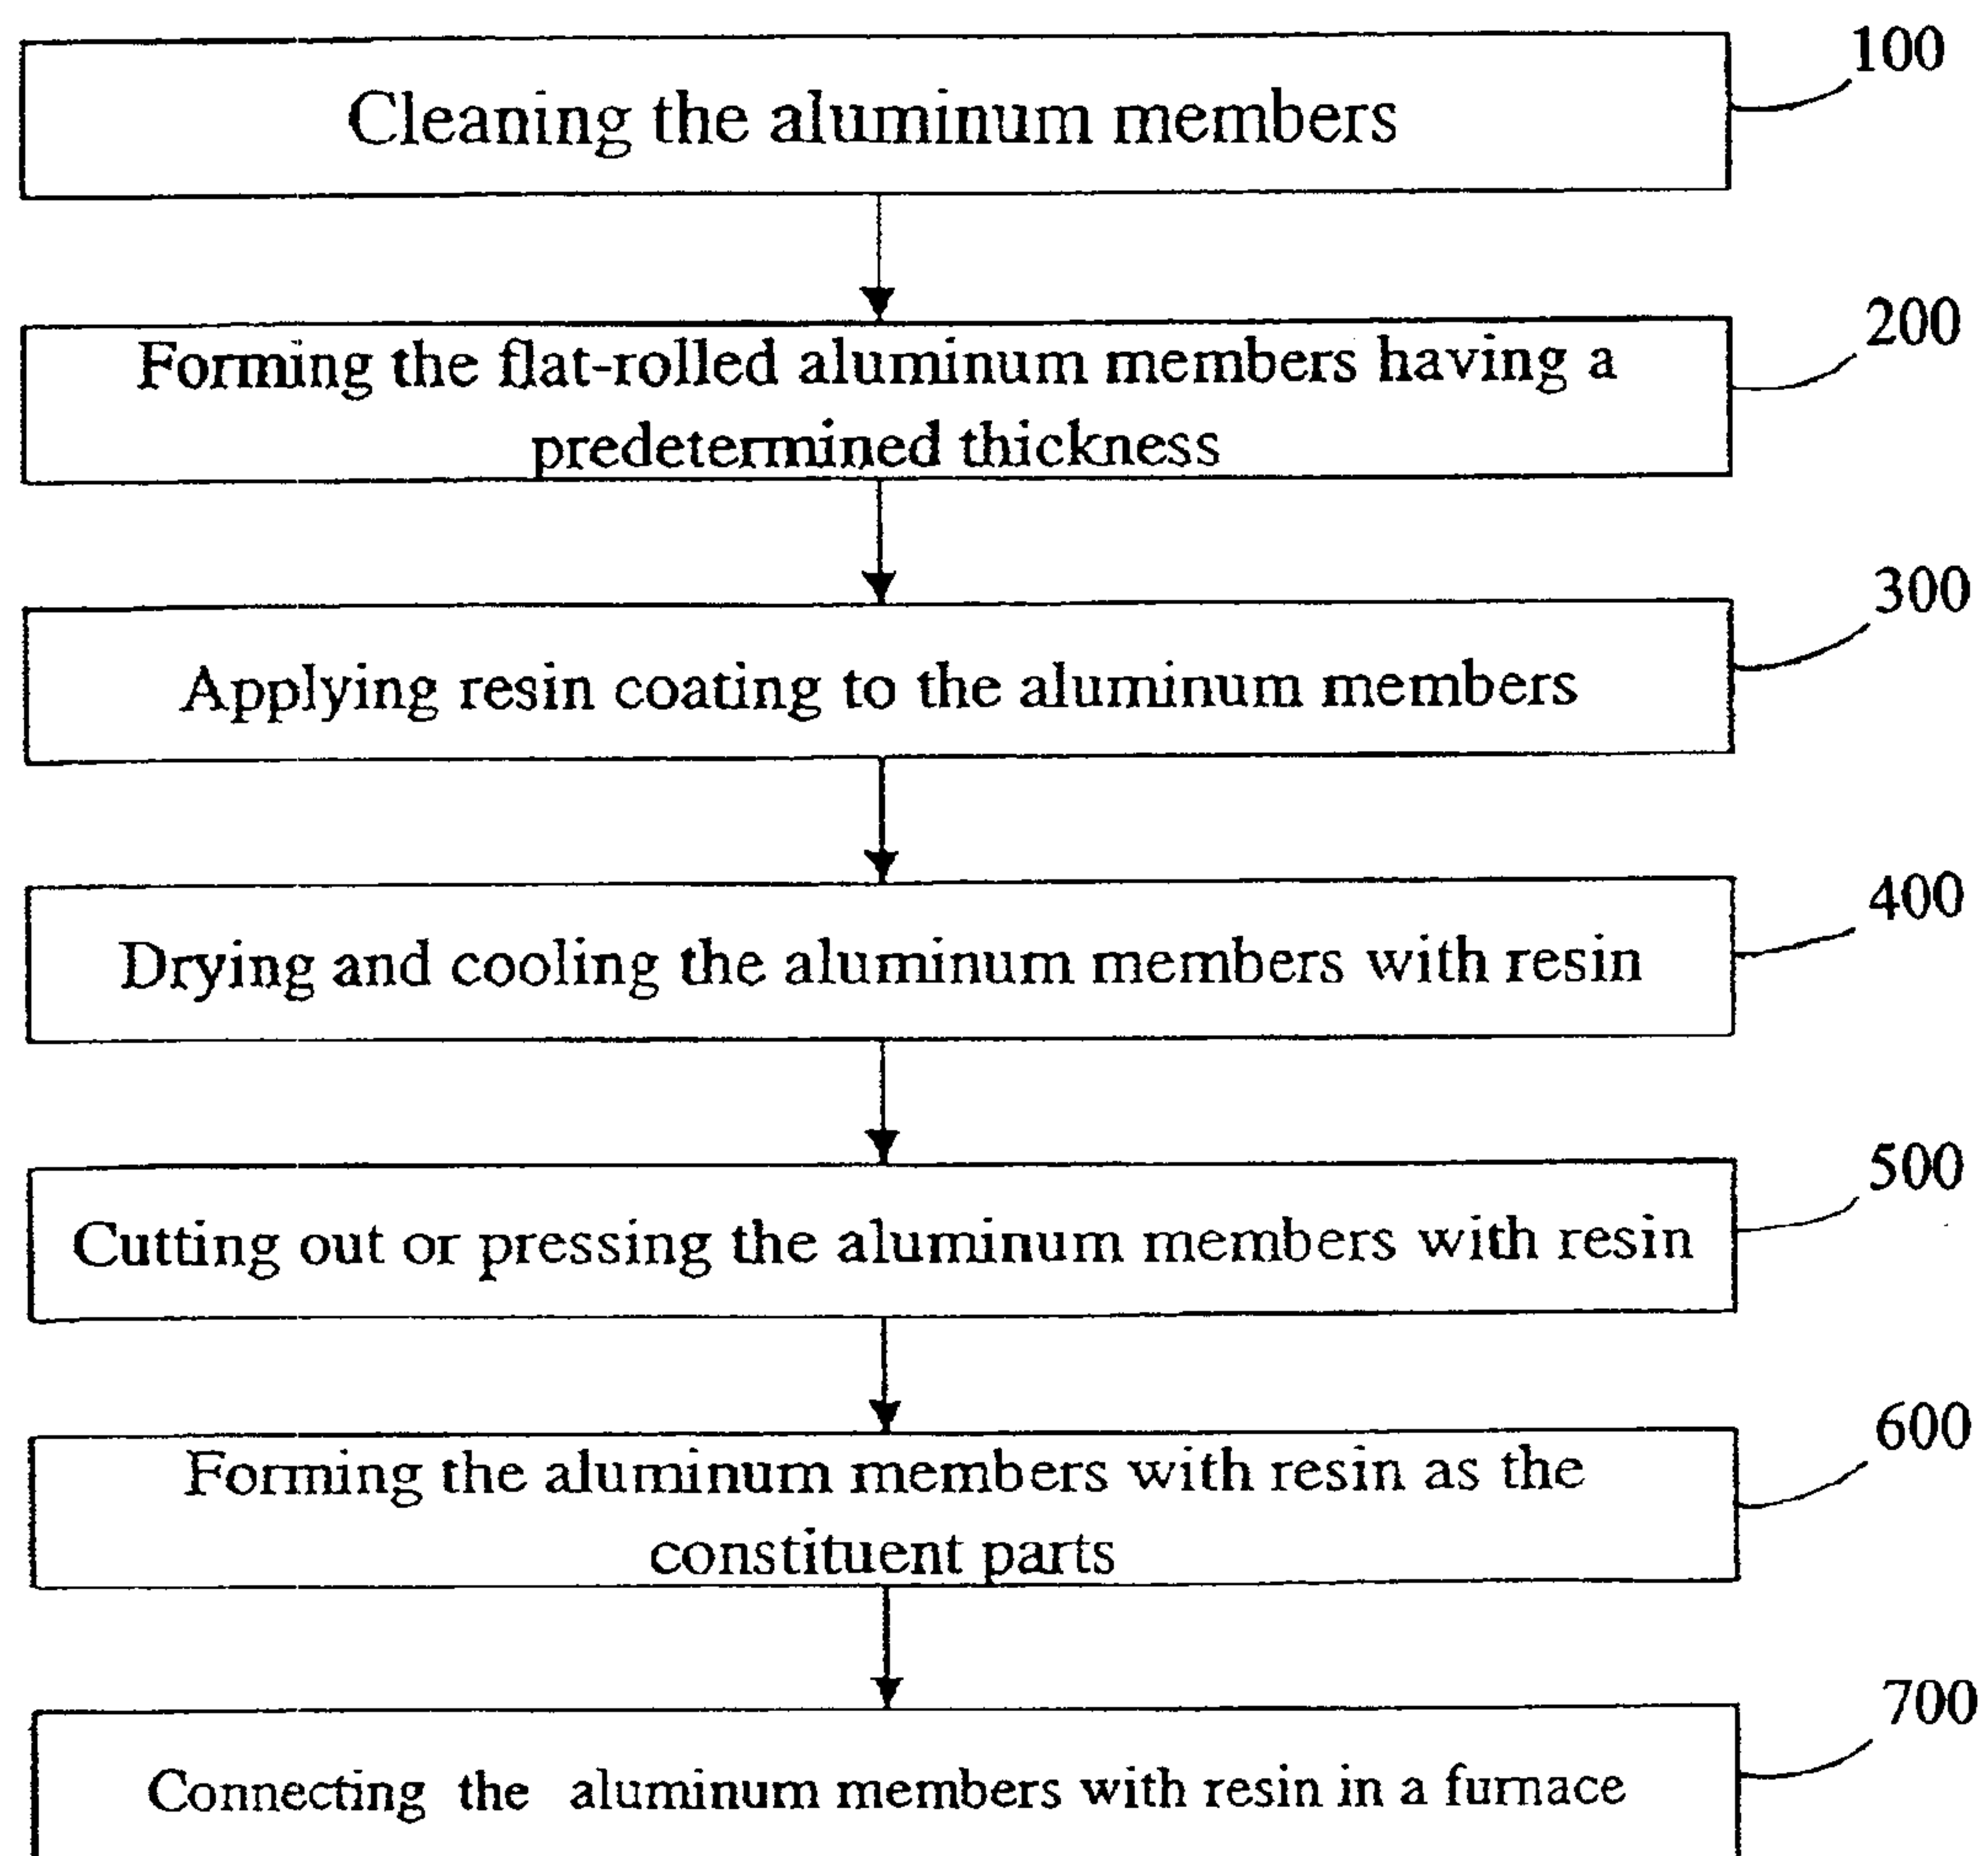 100
Cleaning the aluminum members
200
Forming the flat-rolled aluminum members having a
predetermined thickness
300
Applying resin coating to the aluminum members
400
Drying and cooling the aluminum members with resin
500
Cutting out or pressing the aluminum members with resin
600
Forming the aluminum members with resin as the
constituent parts
700
Connecting the aluminum members with resin in a furnace